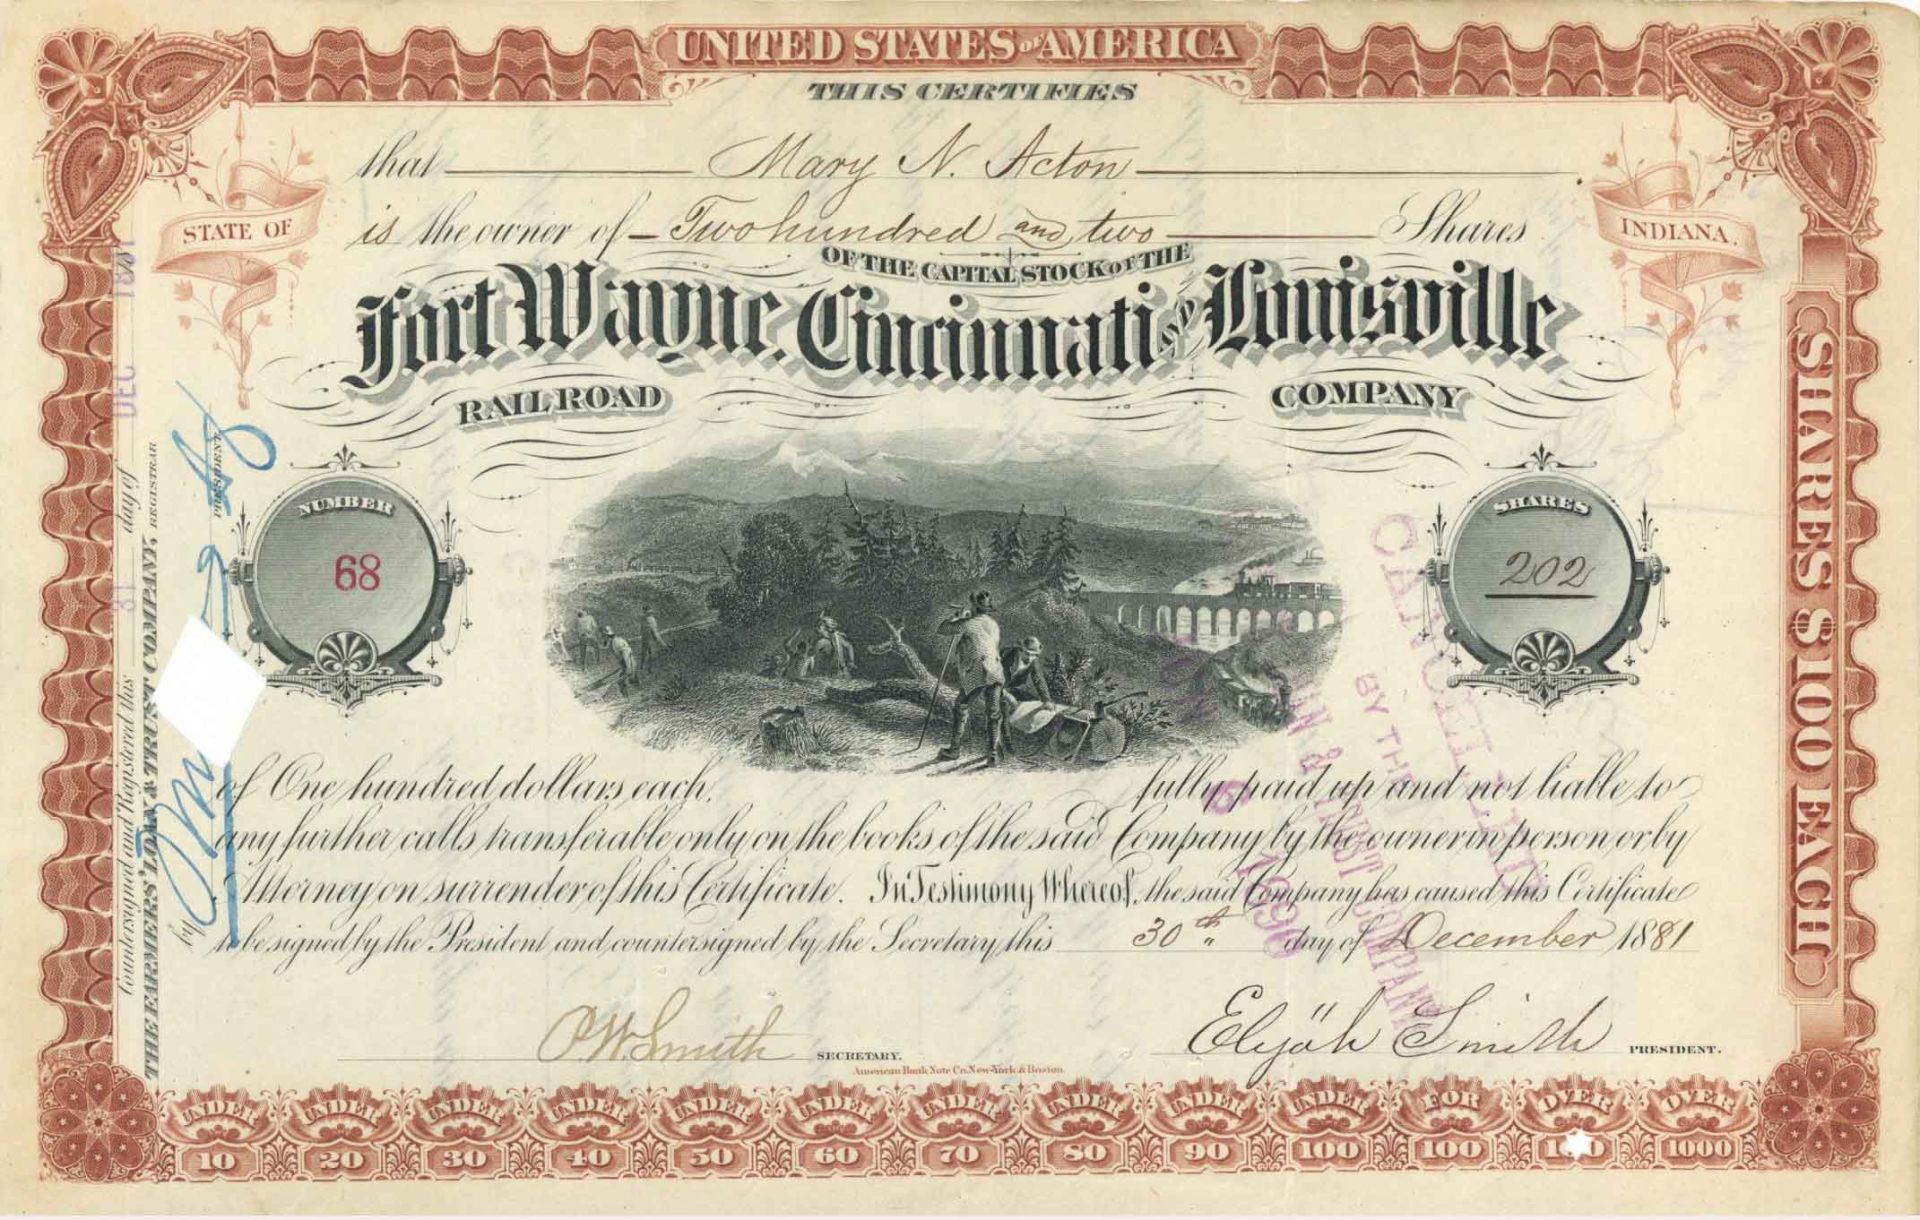 UNITED STATES OF AMERICA
THIS CERTIFIES
that Mary N. Acton
STATE OF
INDIANA.
is the owner of Two hundred and two Shares
OF THE CAPITAL STOCK OF THE
Fort Wayne, Cincinnati AND Louisville
RAILROAD COMPANY
NUMBER
68
SHARES
202
of One hundred dollars each, fully paid up and not liable to
any further calls transferable only on the books of the said Company by the owner in person or by
Attorney on surrender of this Certificate. In Testimony Whereof, the said Company has caused this Certificate
to be signed by the President and countersigned by the Secretary this 30th day of December 1881
P W Smith SECRETARY.
Elijah Smith PRESIDENT.
American Bank Note Co. New-York & Boston.
UNDER 10 UNDER 20 UNDER 30 UNDER 40 UNDER 50 UNDER 60 UNDER 70 UNDER 80 UNDER 90 UNDER 100 FOR 100 OVER OVER 1000
SHARES $100 EACH
Countersigned and Registered this 31 day of DEC 1881
THE FARMERS' LOAN & TRUST COMPANY, REGISTRAR
by PRESIDENT
CANCELLED
BY THE
TRUST COMPANY